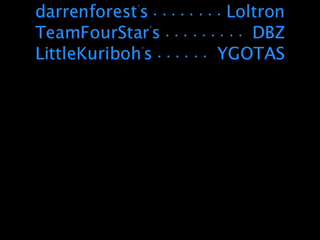 darrenforest's . . . . . . . . Loltron
TeamFourStar's . . . . . . . . . DBZ
LittleKuriboh's . . . . . . YGOTAS